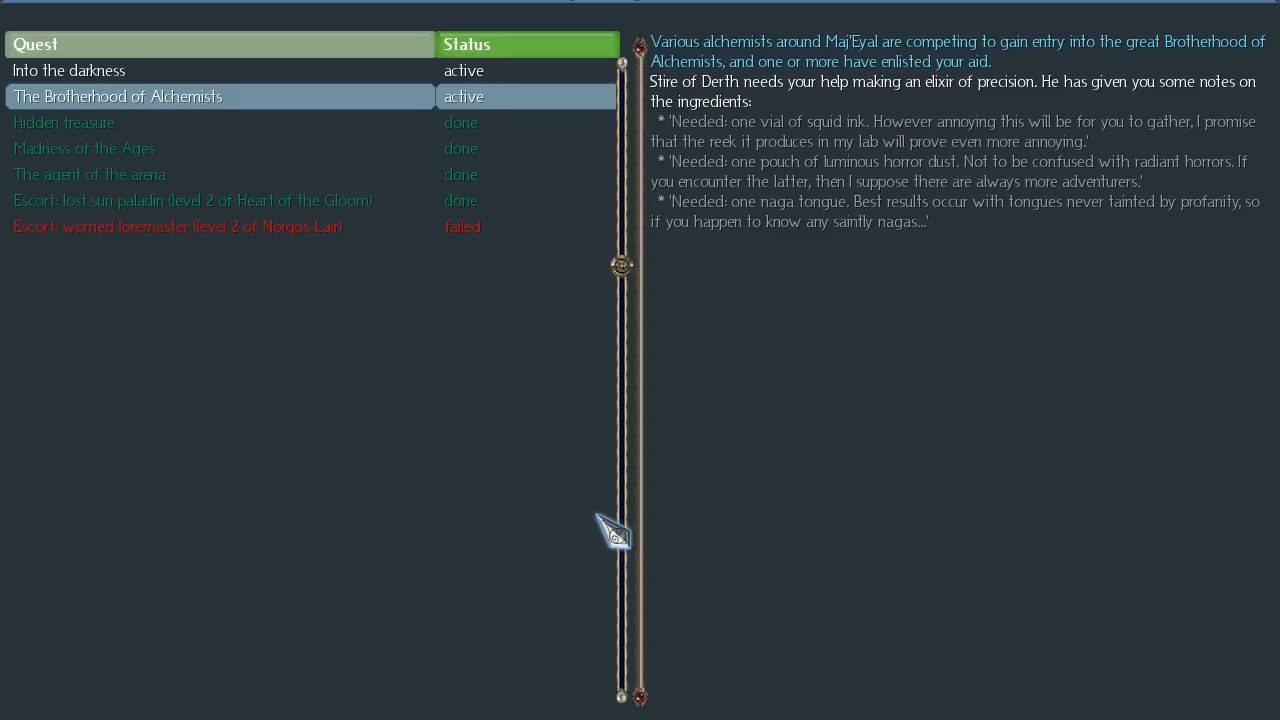 Quest Status
Into the darkness active
The Brotherhood of Alchemists active
Hidden treasure done
Madness of the Ages done
The agent of the arena done
Escort: lost sun paladin (level 2 of Heart of the Gloom) done
Escort: worried loremaster (level 2 of Norgos Lair) failed
Various alchemists around Maj'Eyal are competing to gain entry into the great Brotherhood of
Alchemists, and one or more have enlisted your aid.
Stire of Derth needs your help making an elixir of precision. He has given you some notes on
the ingredients:
* 'Needed: one vial of squid ink. However annoying this will be for you to gather, I promise
that the reek it produces in my lab will prove even more annoying.'
* 'Needed: one pouch of luminous horror dust. Not to be confused with radiant horrors. If
you encounter the latter, then I suppose there are always more adventurers.'
* 'Needed: one naga tongue. Best results occur with tongues never tainted by profanity, so
if you happen to know any saintly nagas...'